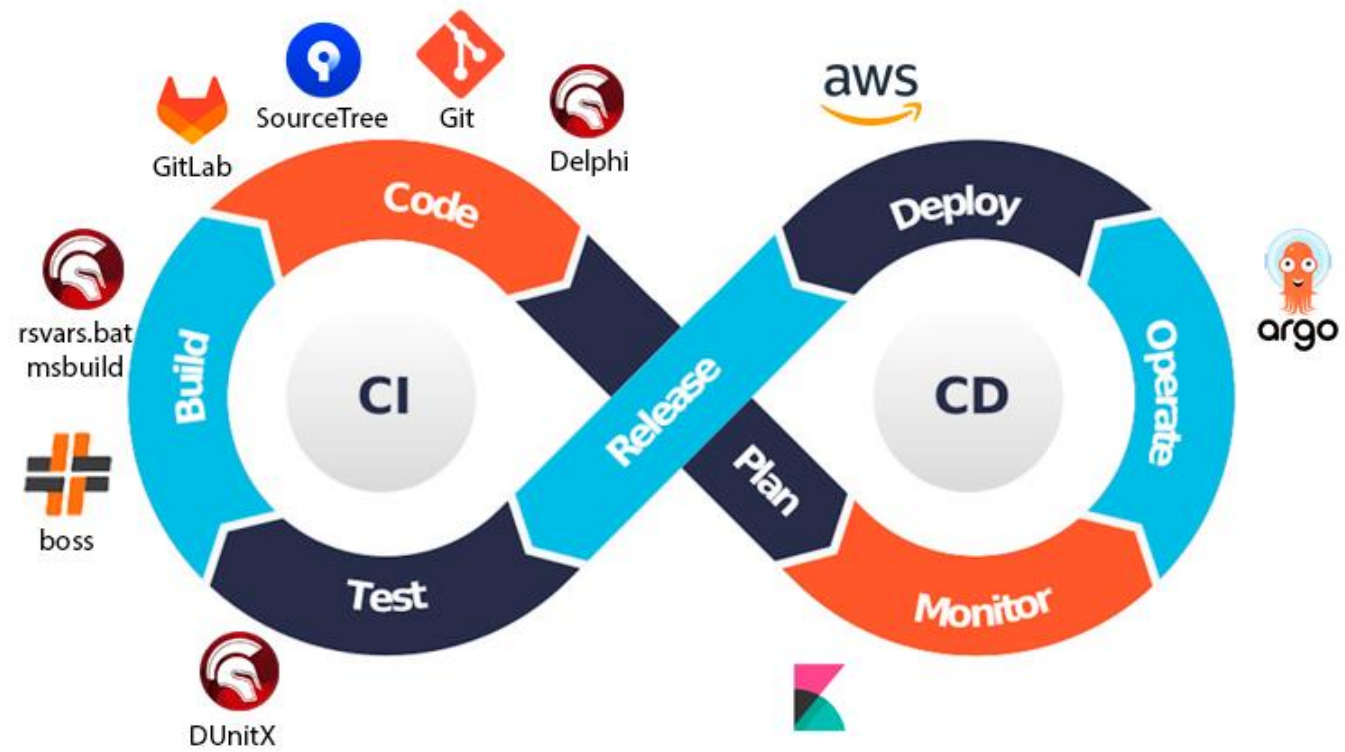 SourceTree
Git
GitLab
Delphi
aws
Code
Deploy
rsvars.bat
msbuild
Build
CI
Release
Plan
CD
Operate
argo
boss
Test
Monitor
DUnitX